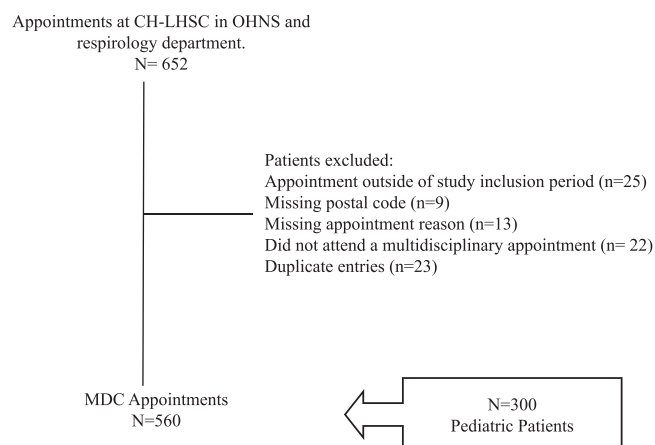 Appointments at CH-LHSC in OHNS and
respirology department.
N= 652
Patients excluded:
Appointment outside of study inclusion period (n=25)
Missing postal code (n=9)
Missing appointment reason (n=13)
Did not attend a multidisciplinary appointment (n= 22)
Duplicate entries (n=23)
MDC Appointments
N=560
N=300
Pediatric Patients